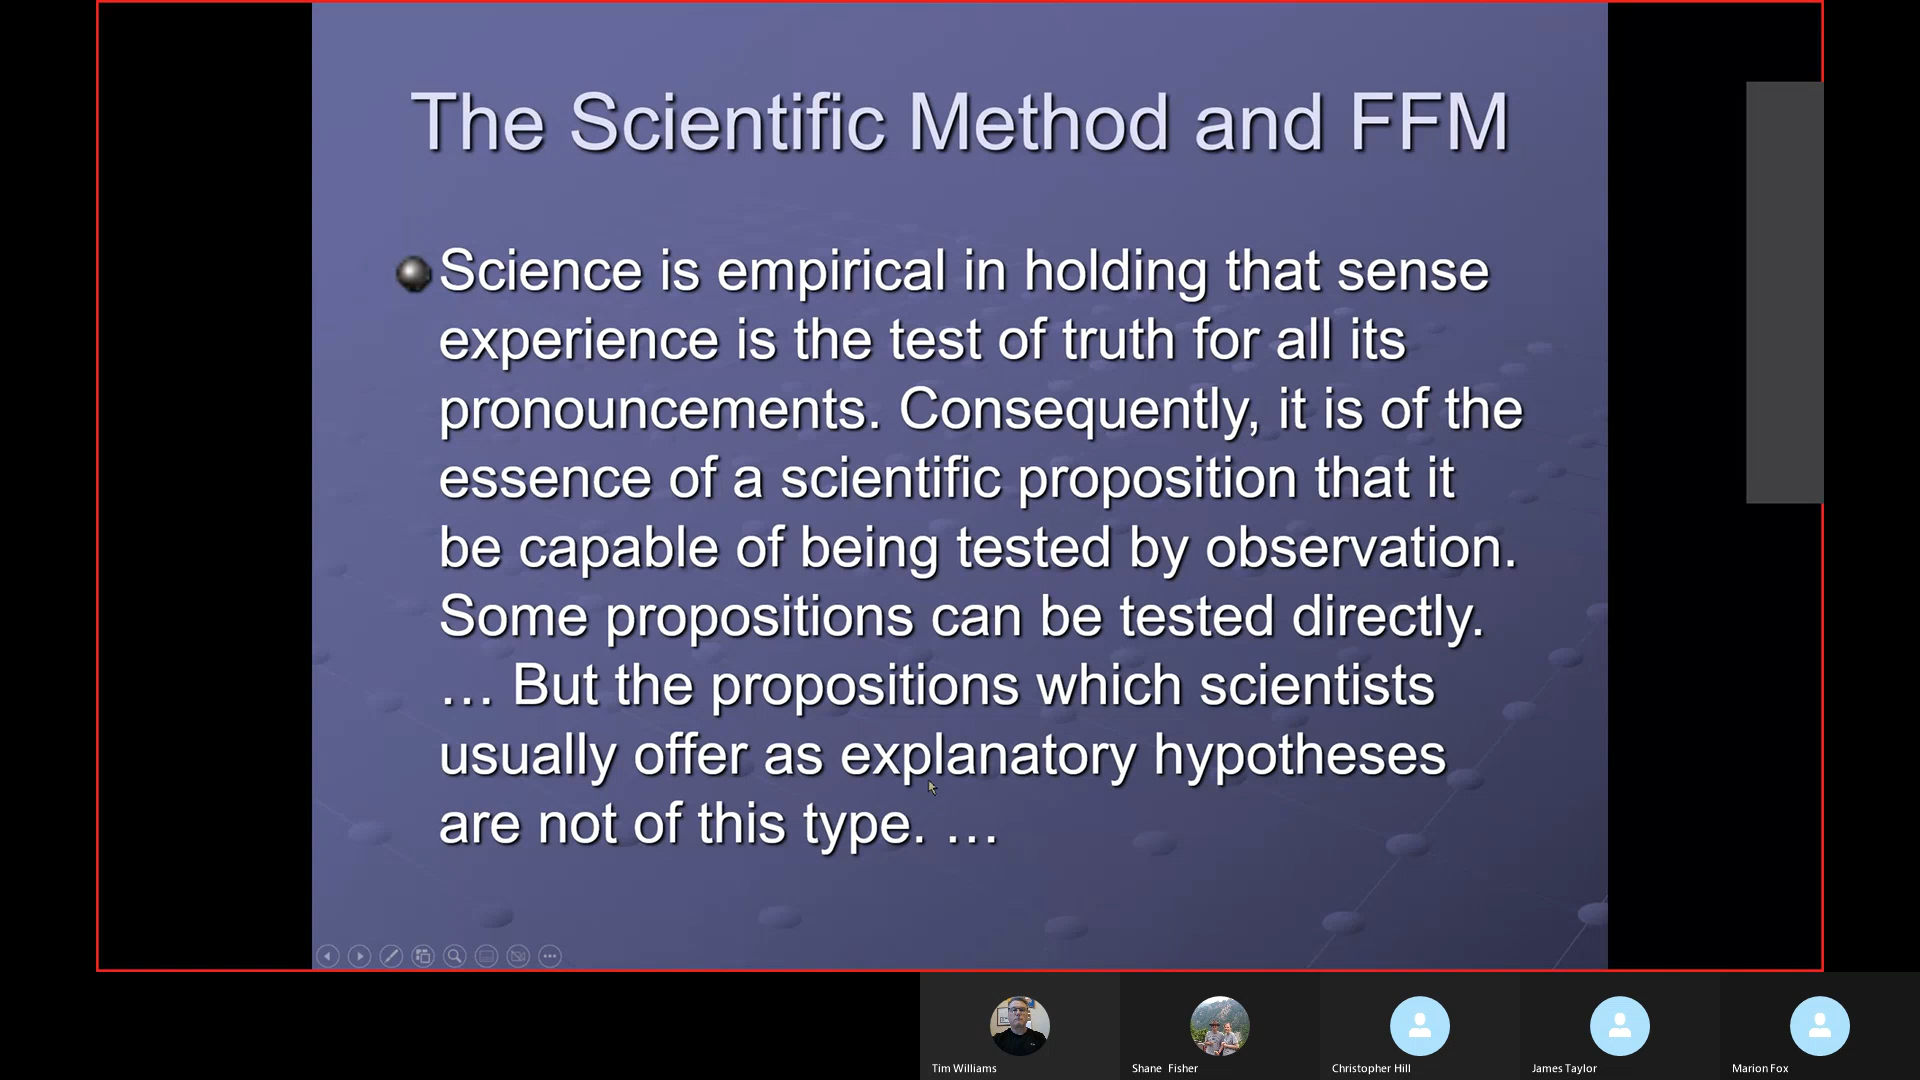 The Scientific Method and FFM
Science is empirical in holding that sense
experience is the test of truth for all its
pronouncements. Consequently, it is of the
essence of a scientific proposition that it
be capable of being tested by observation.
Some propositions can be tested directly.
… But the propositions which scientists
usually offer as explanatory hypotheses
are not of this type. …
Tim Williams
Shane Fisher
Christopher Hill
James Taylor
Marion Fox